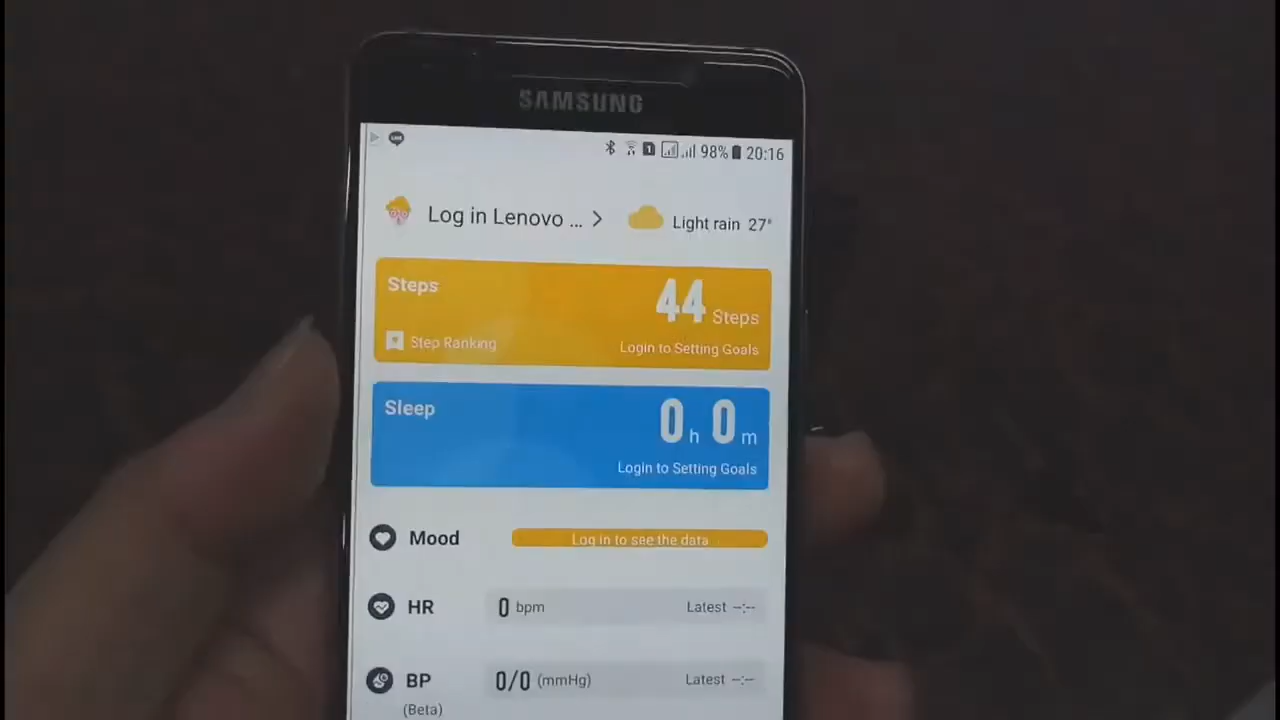 SAMSUNG
1 98% 20:16
Log in Lenovo ... > Light rain 27°
Steps 44 Steps
Step Ranking Login to Setting Goals
Sleep 0 h 0 m
Login to Setting Goals
Mood Log in to see the data
HR 0 bpm Latest --:--
BP 0/0 (mmHg) Latest --:--
(Beta)